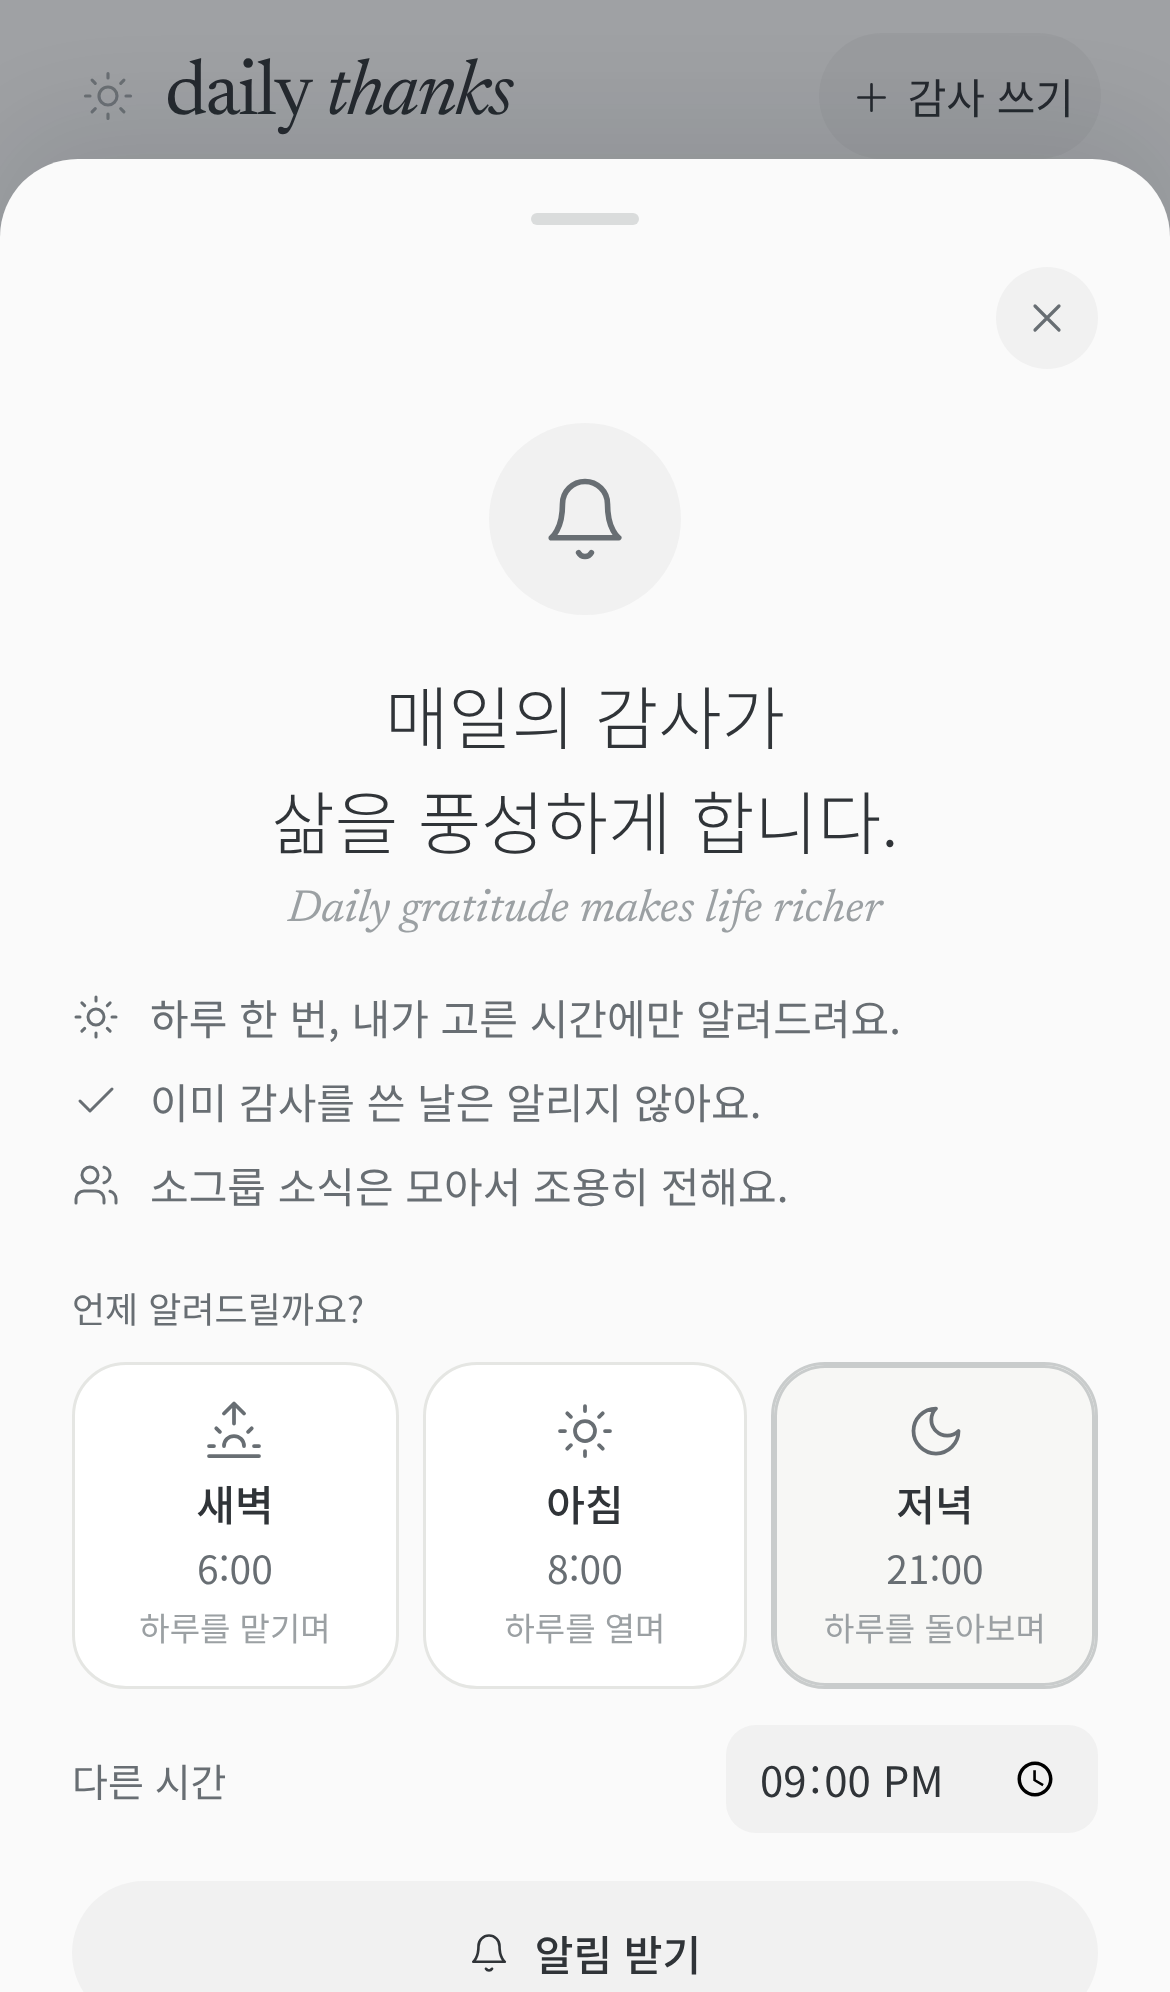 daily thanks
+ 감사 쓰기
매일의 감사가
삶을 풍성하게 합니다.
Daily gratitude makes life richer
하루 한 번, 내가 고른 시간에만 알려드려요.
이미 감사를 쓴 날은 알리지 않아요.
소그룹 소식은 모아서 조용히 전해요.
언제 알려드릴까요?
새벽
6:00
하루를 맡기며
아침
8:00
하루를 열며
저녁
21:00
하루를 돌아보며
다른 시간
09:00 PM
알림 받기